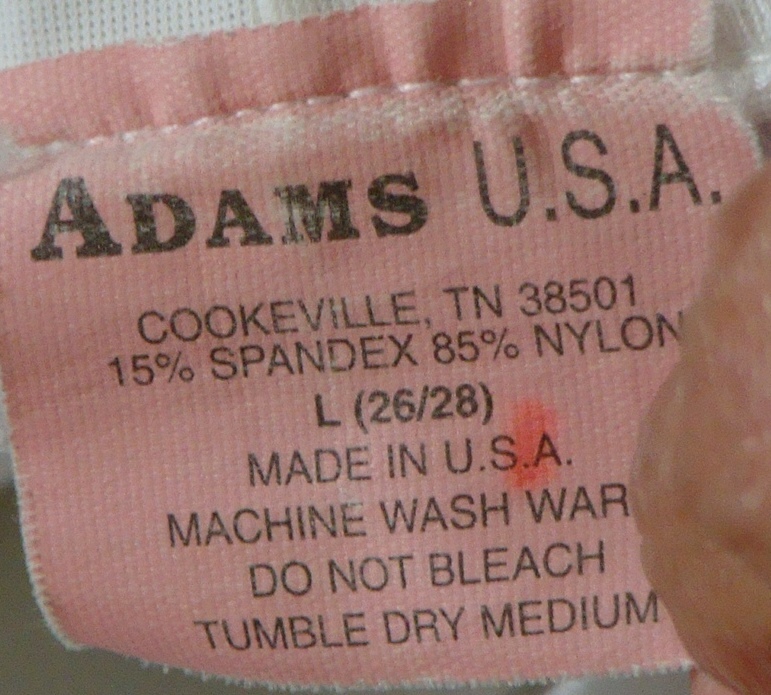 ADAMS U.S.A.
COOKEVILLE, TN 38501
15% SPANDEX 85% NYLON
L (26/28)
MADE IN U.S.A.
MACHINE WASH WAR
DO NOT BLEACH
TUMBLE DRY MEDIUM